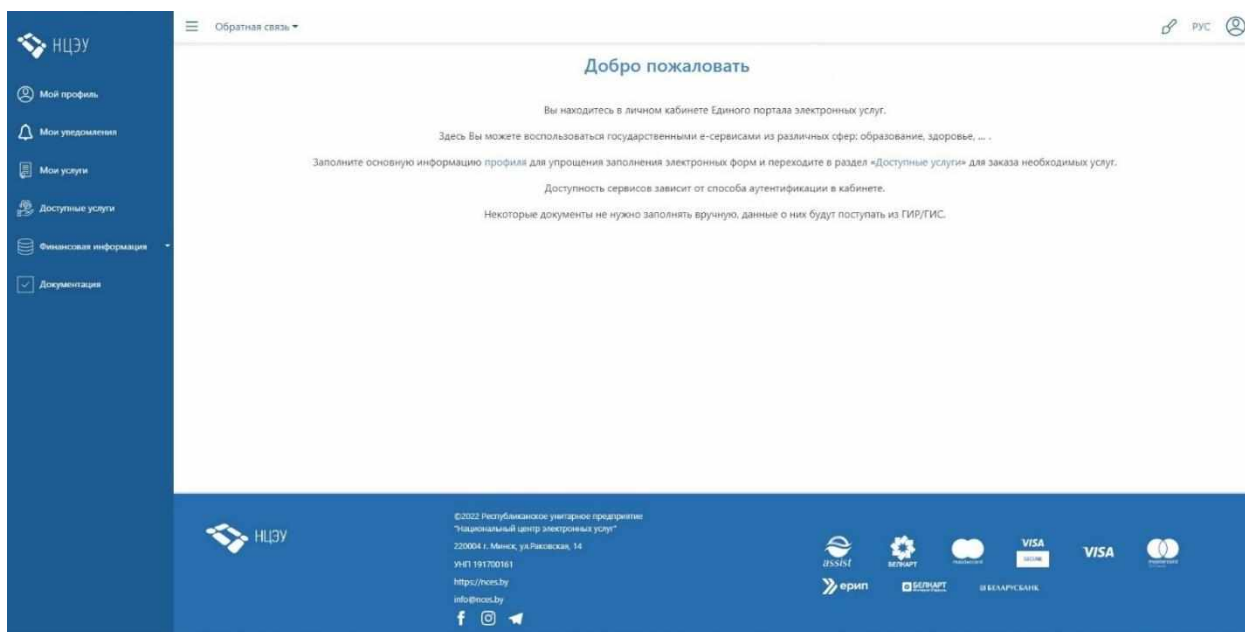 НЦЭУ
Обратная связь
РУС
Мой профиль
Мои уведомления
Мои услуги
Доступные услуги
Финансовая информация
Документация
Добро пожаловать
Вы находитесь в личном кабинете Единого портала электронных услуг.
Здесь Вы можете воспользоваться государственными е-сервисами из различных сфер: образование, здоровье, ... .
Заполните основную информацию профиля для упрощения заполнения электронных форм и переходите в раздел «Доступные услуги» для заказа необходимых услуг.
Доступность сервисов зависит от способа аутентификации в кабинете.
Некоторые документы не нужно заполнять вручную, данные о них будут поступать из ГИР/ГИС.
НЦЭУ
©2022 Республиканское унитарное предприятие
"Национальный центр электронных услуг"
220004 г. Минск, ул.Раковская, 14
УНП 191700161
https://nces.by
info@nces.by
assist
БЕЛКАРТ
mastercard
VISA
SECURE
VISA
mastercard
ерип
БЕЛКАРТ
БЕЛАРУСБАНК